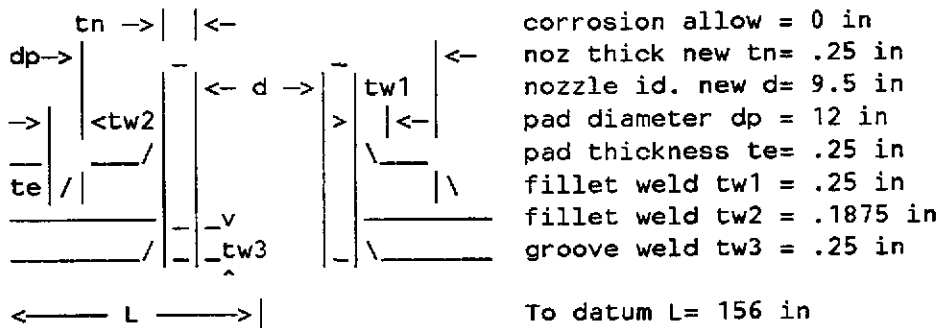 tn —>| |<— corrosion allow = 0 in
dp—> <— noz thick new tn= .25 in
<— d —> tw1 nozzle id. new d= 9.5 in
—> <tw2 > |<— pad diameter dp = 12 in
pad thickness te= .25 in
te fillet weld tw1 = .25 in
v fillet weld tw2 = .1875 in
tw3 groove weld tw3 = .25 in
^
<—— L ——>| To datum L= 156 in